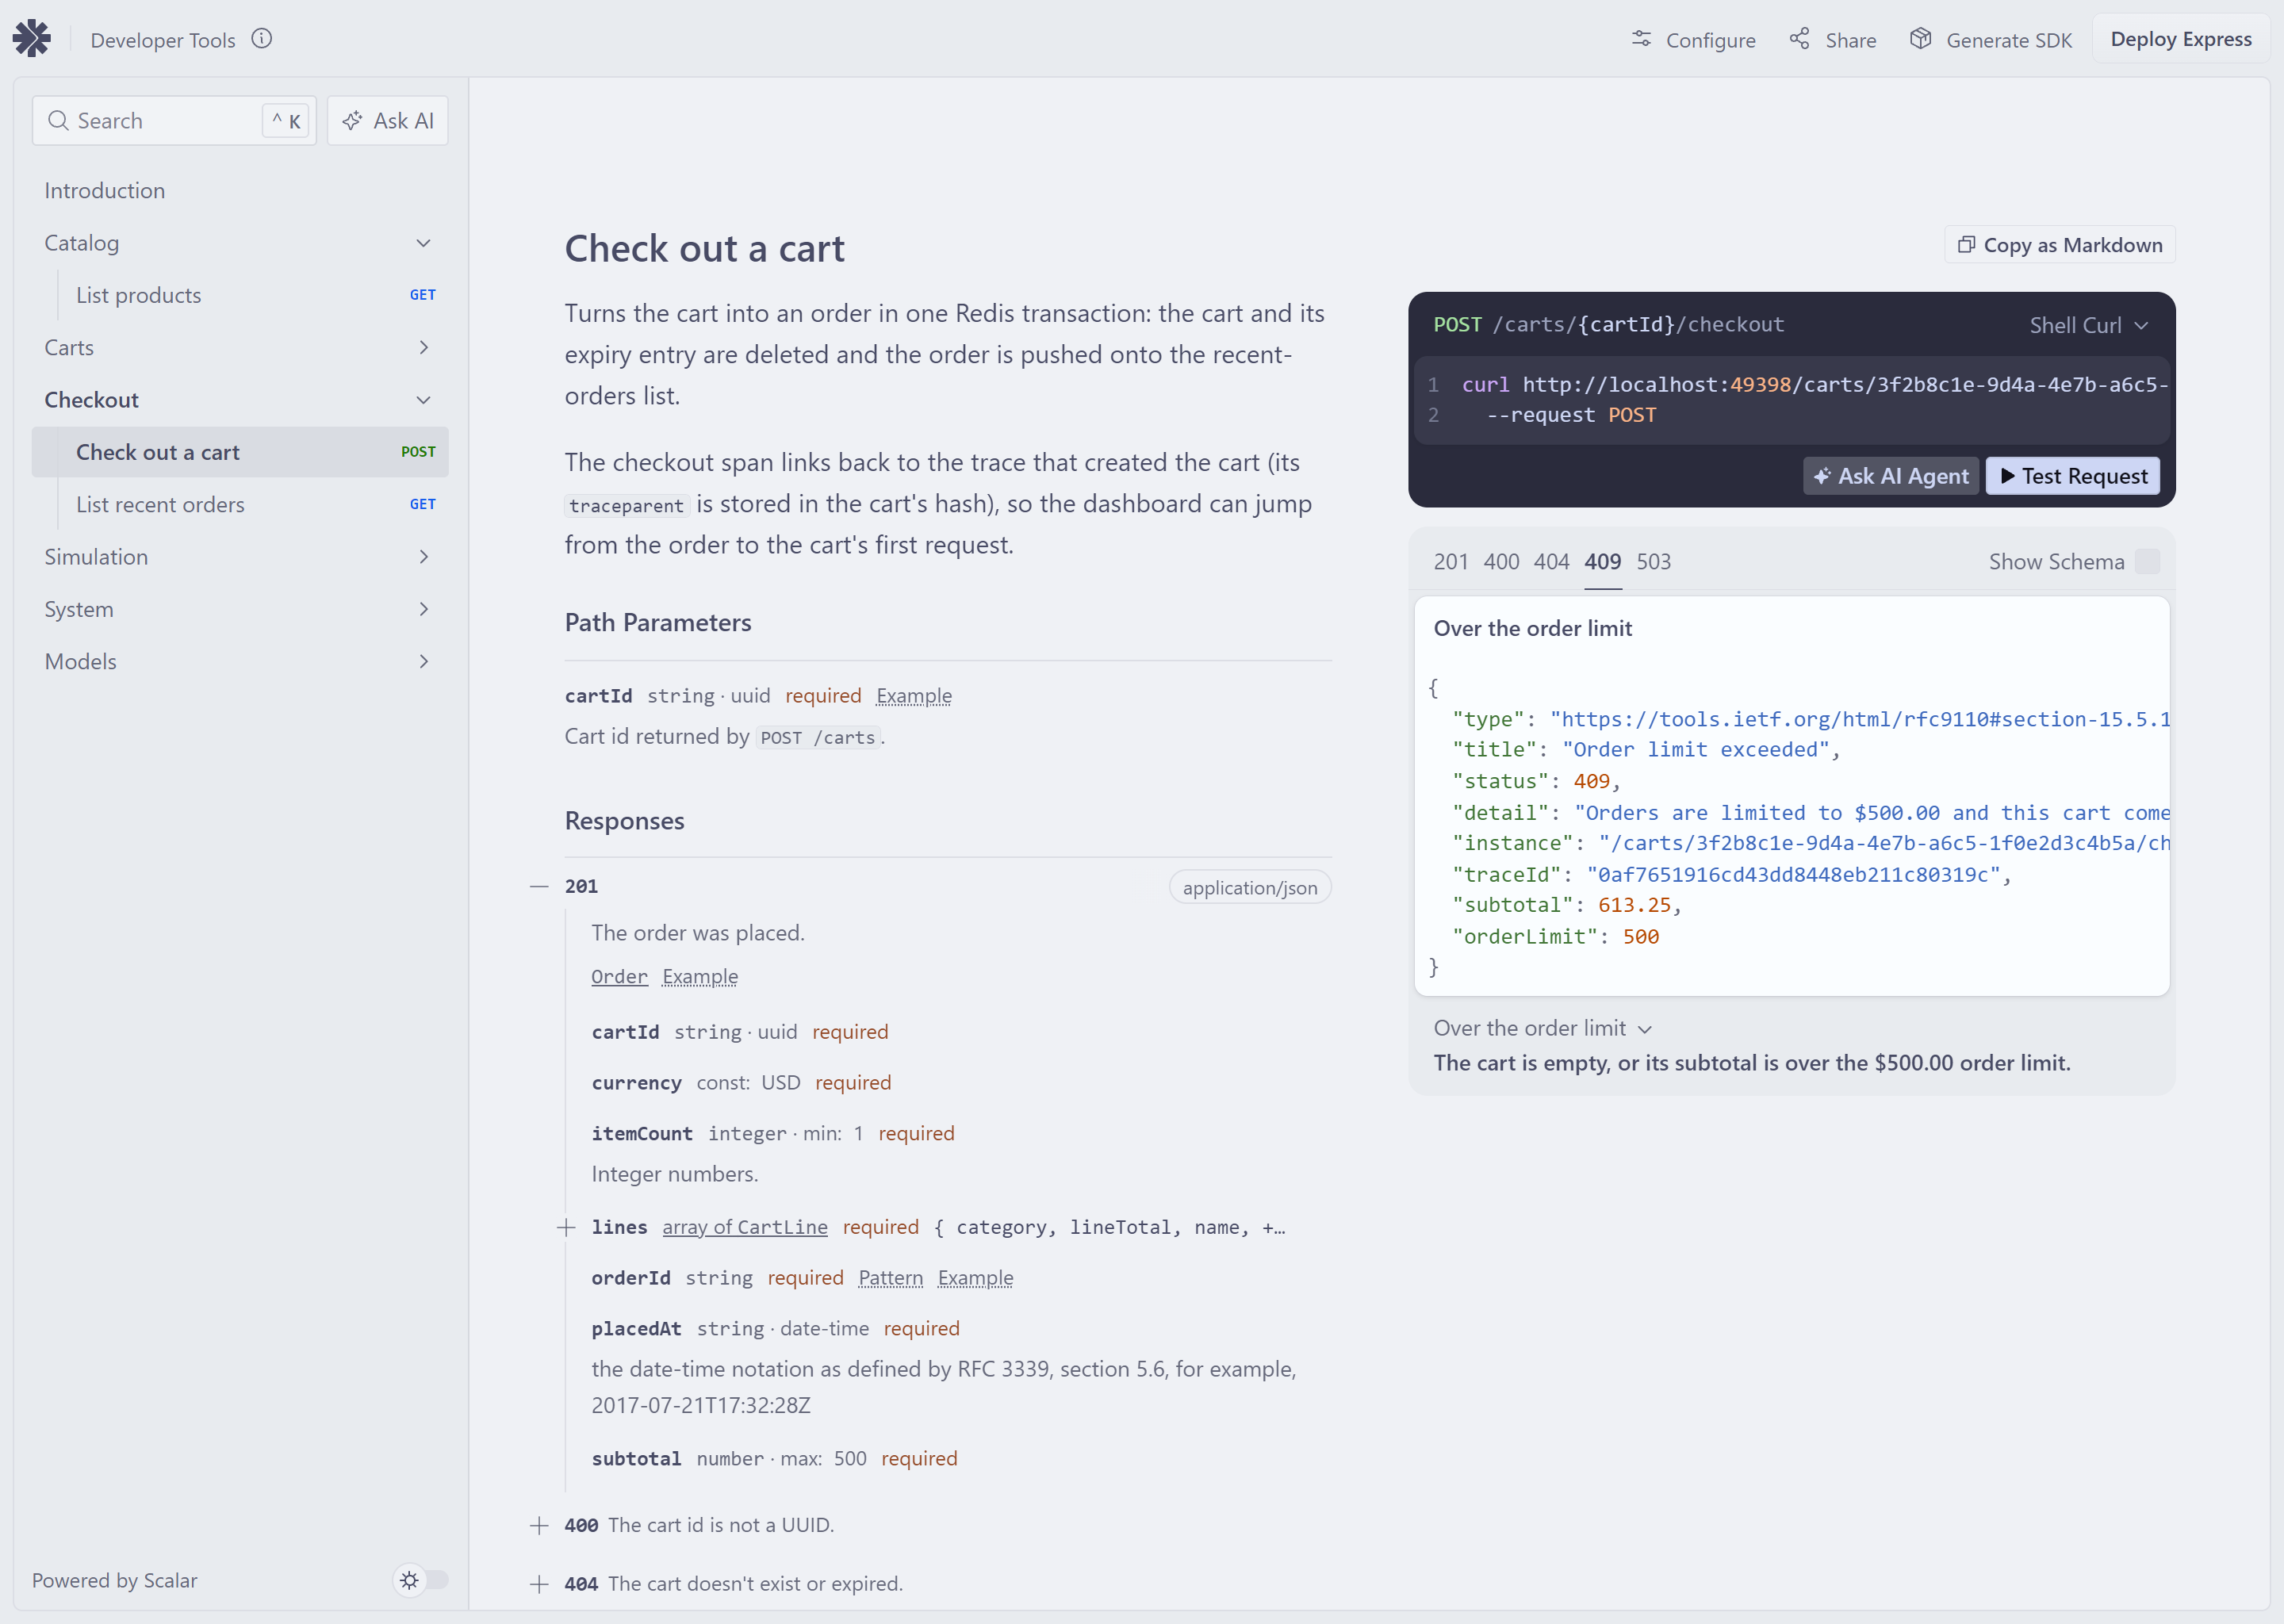 Developer Tools
Configure
Share
Generate SDK
Deploy Express
Search
^ K
Ask AI
Introduction
Catalog
List products GET
Carts
Checkout
Check out a cart POST
List recent orders GET
Simulation
System
Models
Powered by Scalar
Check out a cart
Turns the cart into an order in one Redis transaction: the cart and its
expiry entry are deleted and the order is pushed onto the recent-
orders list.
The checkout span links back to the trace that created the cart (its
traceparent is stored in the cart's hash), so the dashboard can jump
from the order to the cart's first request.
Path Parameters
cartId string · uuid required Example
Cart id returned by POST /carts.
Responses
201 application/json
The order was placed.
Order Example
cartId string · uuid required
currency const: USD required
itemCount integer · min: 1 required
Integer numbers.
lines array of CartLine required { category, lineTotal, name, +…
orderId string required Pattern Example
placedAt string · date-time required
the date-time notation as defined by RFC 3339, section 5.6, for example,
2017-07-21T17:32:28Z
subtotal number · max: 500 required
400 The cart id is not a UUID.
404 The cart doesn't exist or expired.
Copy as Markdown
POST /carts/{cartId}/checkout
Shell Curl
1 curl http://localhost:49398/carts/3f2b8c1e-9d4a-4e7b-a6c5-
2 --request POST
Ask AI Agent
Test Request
201 400 404 409 503
Show Schema
Over the order limit
{
"type": "https://tools.ietf.org/html/rfc9110#section-15.5.1
"title": "Order limit exceeded",
"status": 409,
"detail": "Orders are limited to $500.00 and this cart come
"instance": "/carts/3f2b8c1e-9d4a-4e7b-a6c5-1f0e2d3c4b5a/ch
"traceId": "0af7651916cd43dd8448eb211c80319c",
"subtotal": 613.25,
"orderLimit": 500
}
Over the order limit
The cart is empty, or its subtotal is over the $500.00 order limit.